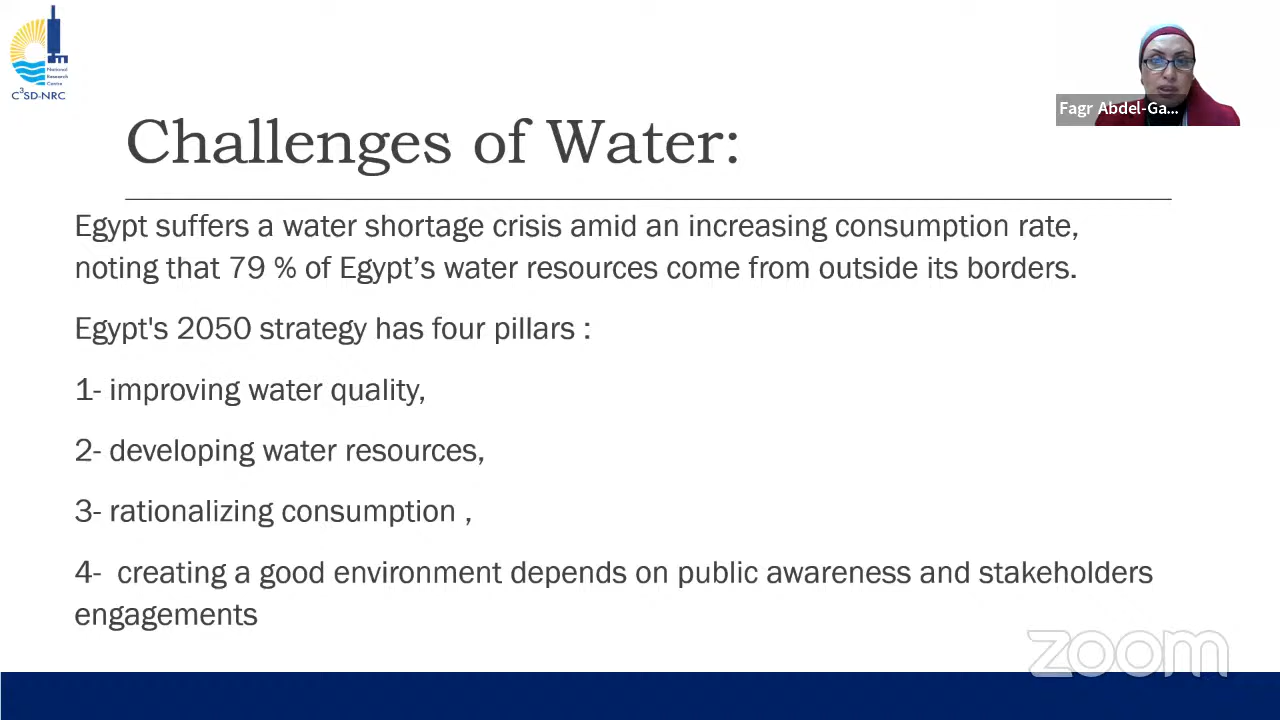 National
Research
Centre
C³SD-NRC
Fagr Abdel-Ga...
Challenges of Water:
Egypt suffers a water shortage crisis amid an increasing consumption rate,
noting that 79 % of Egypt’s water resources come from outside its borders.
Egypt's 2050 strategy has four pillars :
1- improving water quality,
2- developing water resources,
3- rationalizing consumption ,
4-  creating a good environment depends on public awareness and stakeholders
engagements
zoom